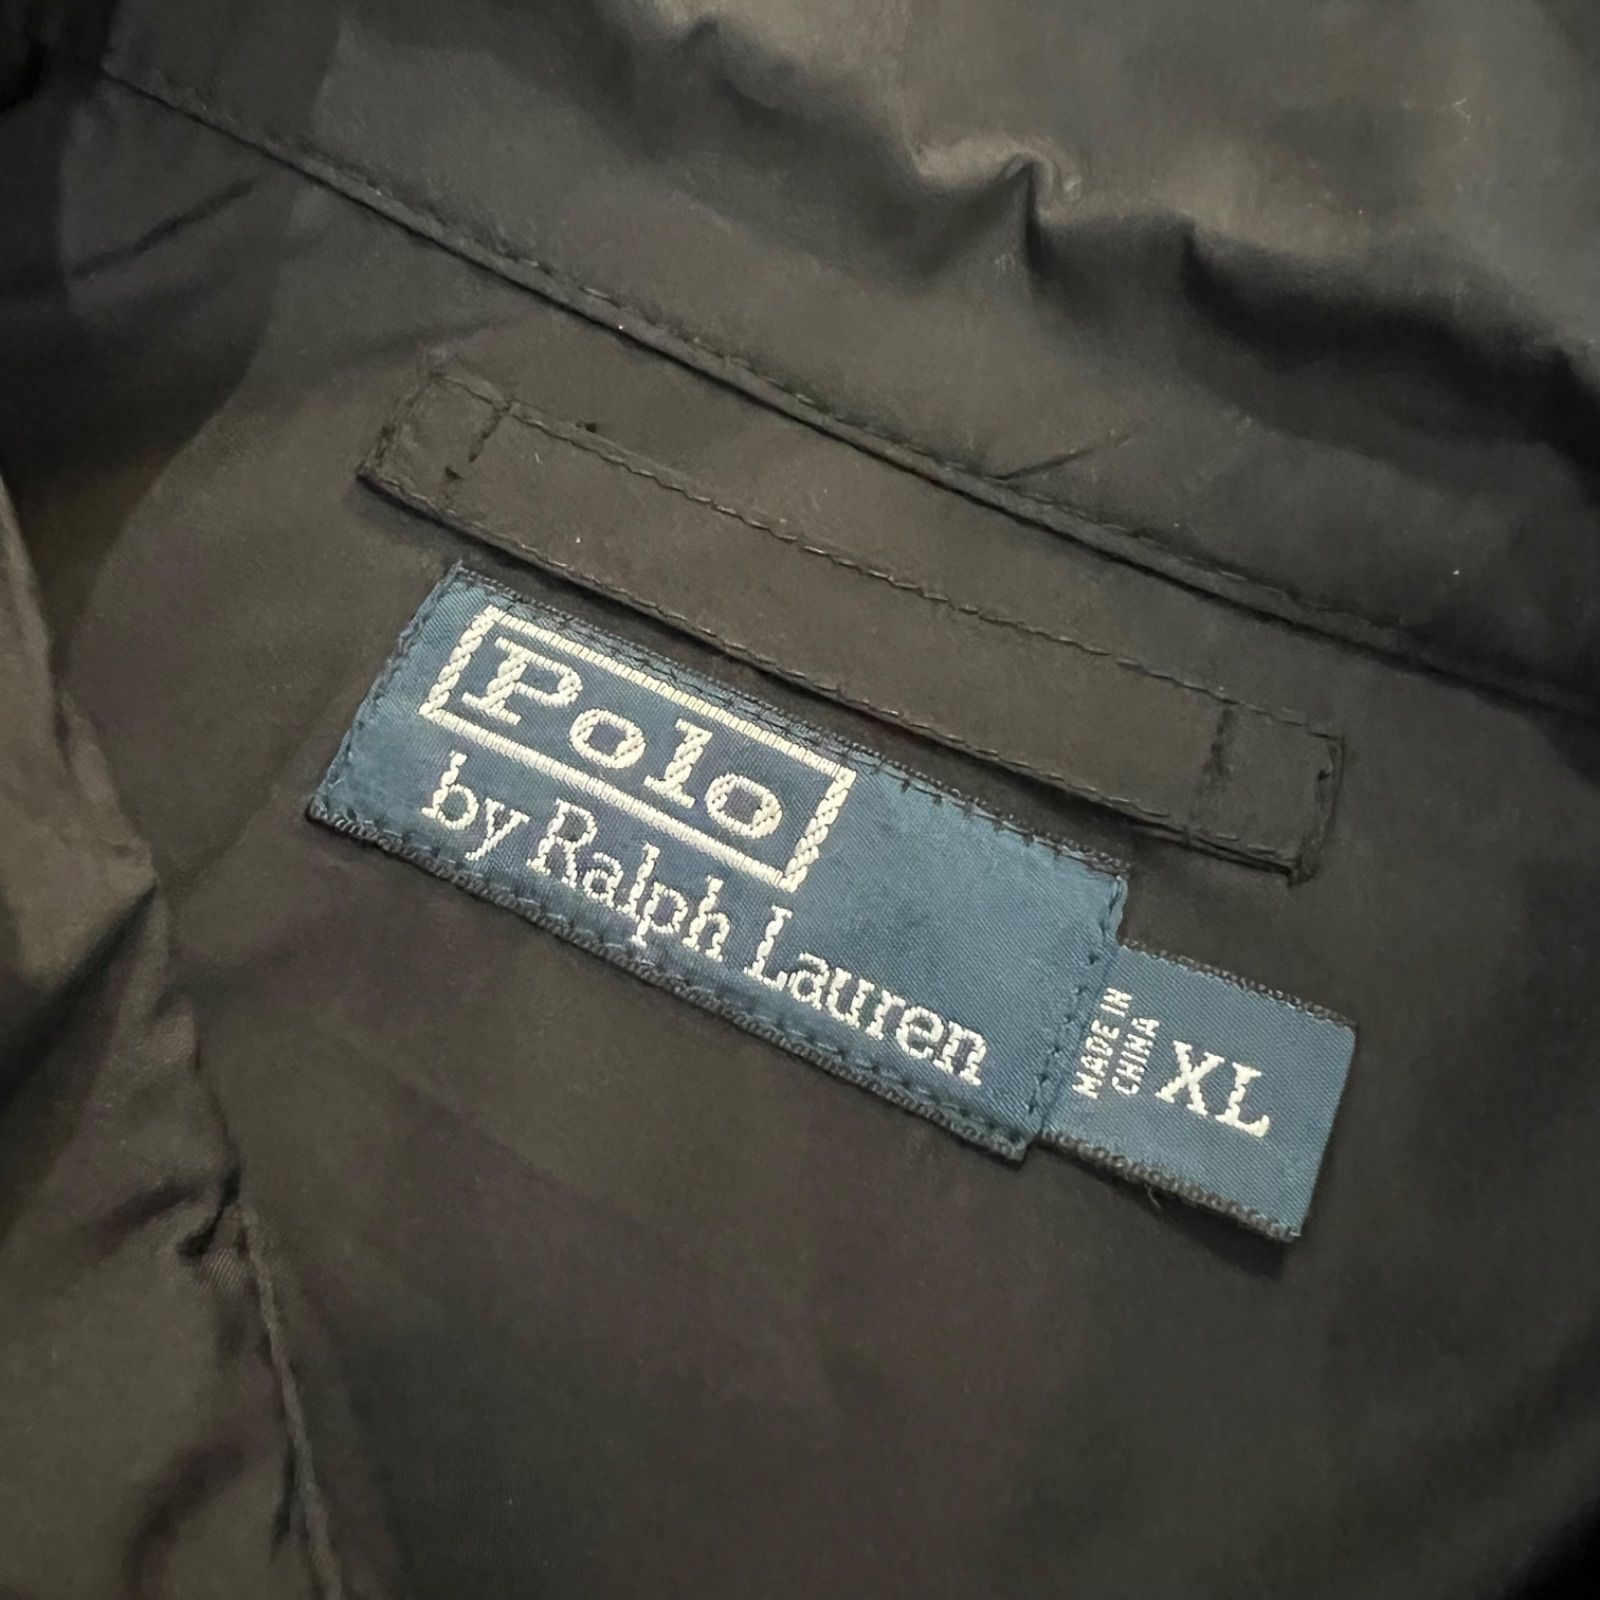 Polo
by Ralph Lauren
MADE IN
CHINA
XL